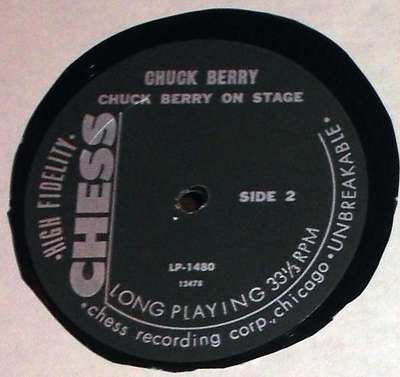 CHUCK BERRY
CHUCK BERRY ON STAGE
SIDE 2
LP-1480
12478
LONG PLAYING 33⅓ RPM
CHESS
·HIGH FIDELITY·
·chess recording corp., chicago·UNBREAKABLE·